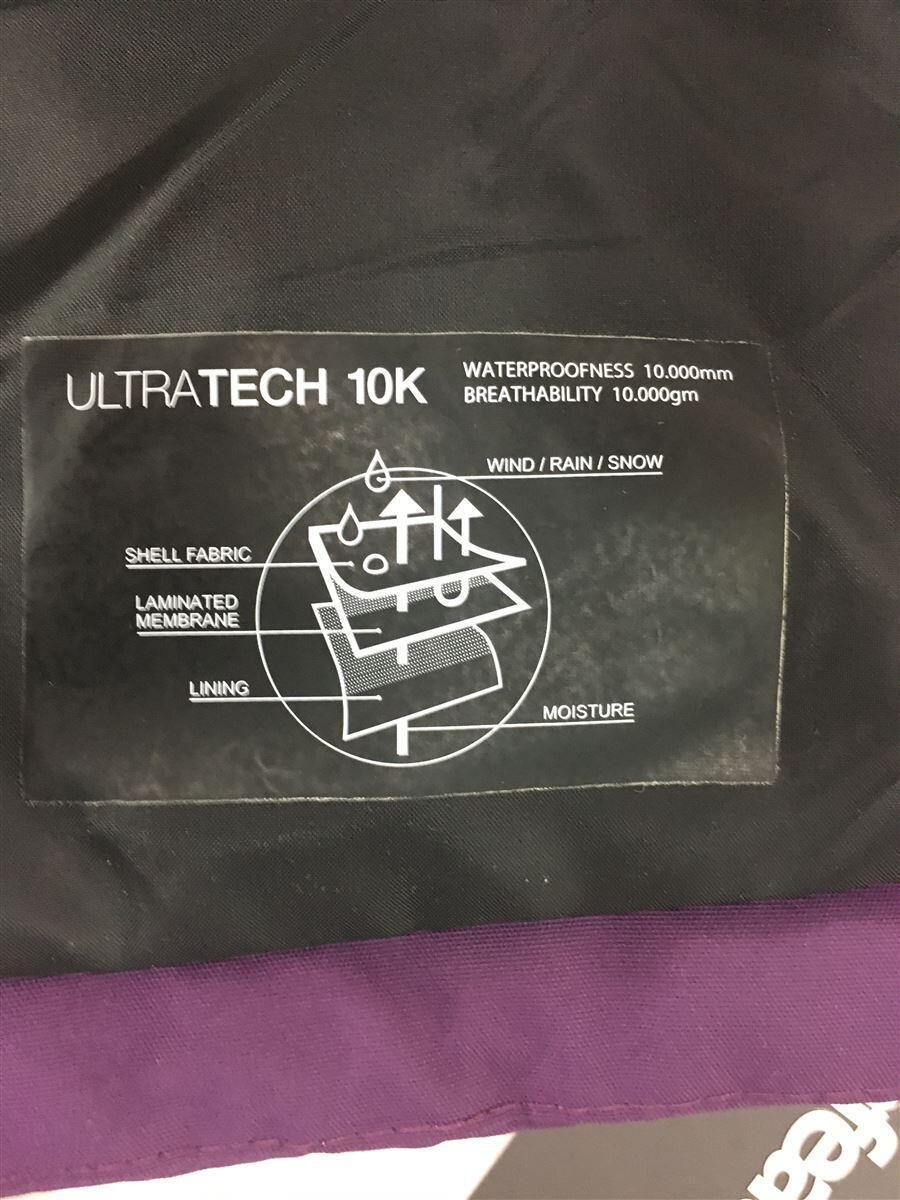 ULTRATECH 10K
WATERPROOFNESS 10.000mm
BREATHABILITY 10.000gm
WIND / RAIN / SNOW
SHELL FABRIC
LAMINATED
MEMBRANE
LINING
MOISTURE